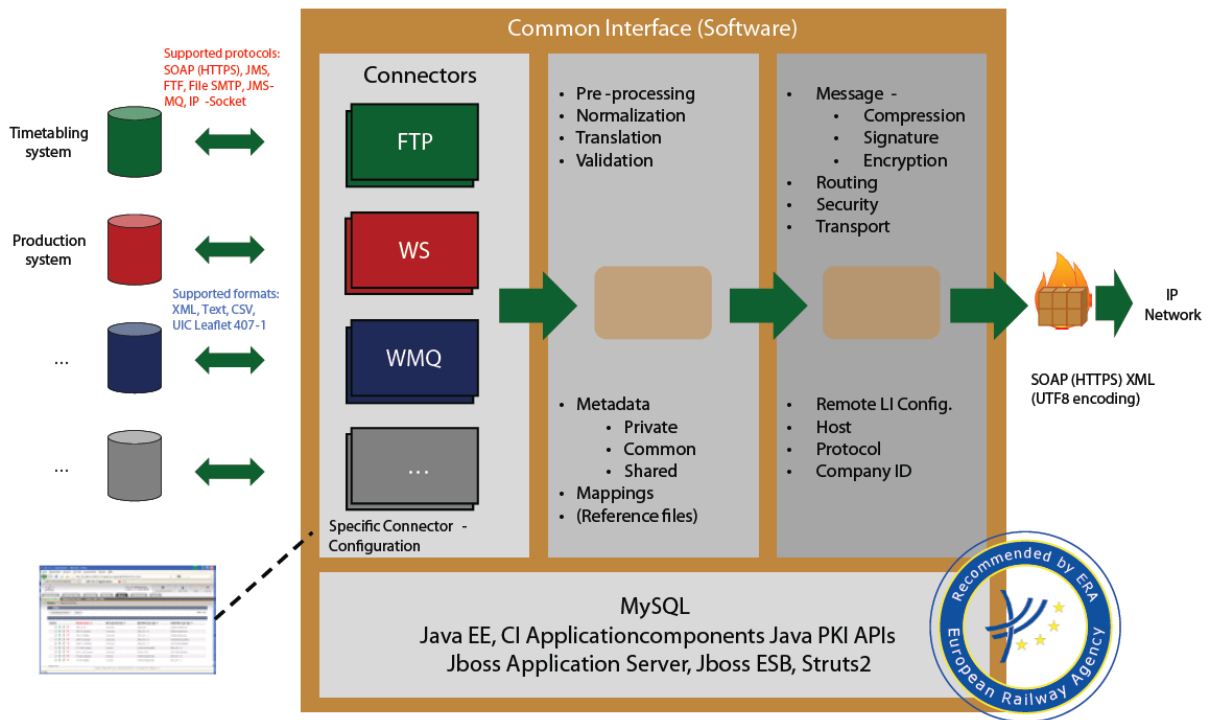 Common Interface (Software)
Supported protocols:
SOAP (HTTPS), JMS,
FTF, File SMTP, JMS-
MQ, IP -Socket
Timetabling
system
Production
system
Supported formats:
XML, Text, CSV,
UIC Leaflet 407-1
...
...
Connectors
FTP
WS
WMQ
...
Specific Connector -
Configuration
• Pre -processing
• Normalization
• Translation
• Validation
• Metadata
• Private
• Common
• Shared
• Mappings
• (Reference files)
• Message -
• Compression
• Signature
• Encryption
• Routing
• Security
• Transport
• Remote LI Config.
• Host
• Protocol
• Company ID
IP
Network
SOAP (HTTPS) XML
(UTF8 encoding)
MySQL
Java EE, CI Applicationcomponents Java PKI APIs
Jboss Application Server, Jboss ESB, Struts2
Recommended by ERA
European Railway Agency